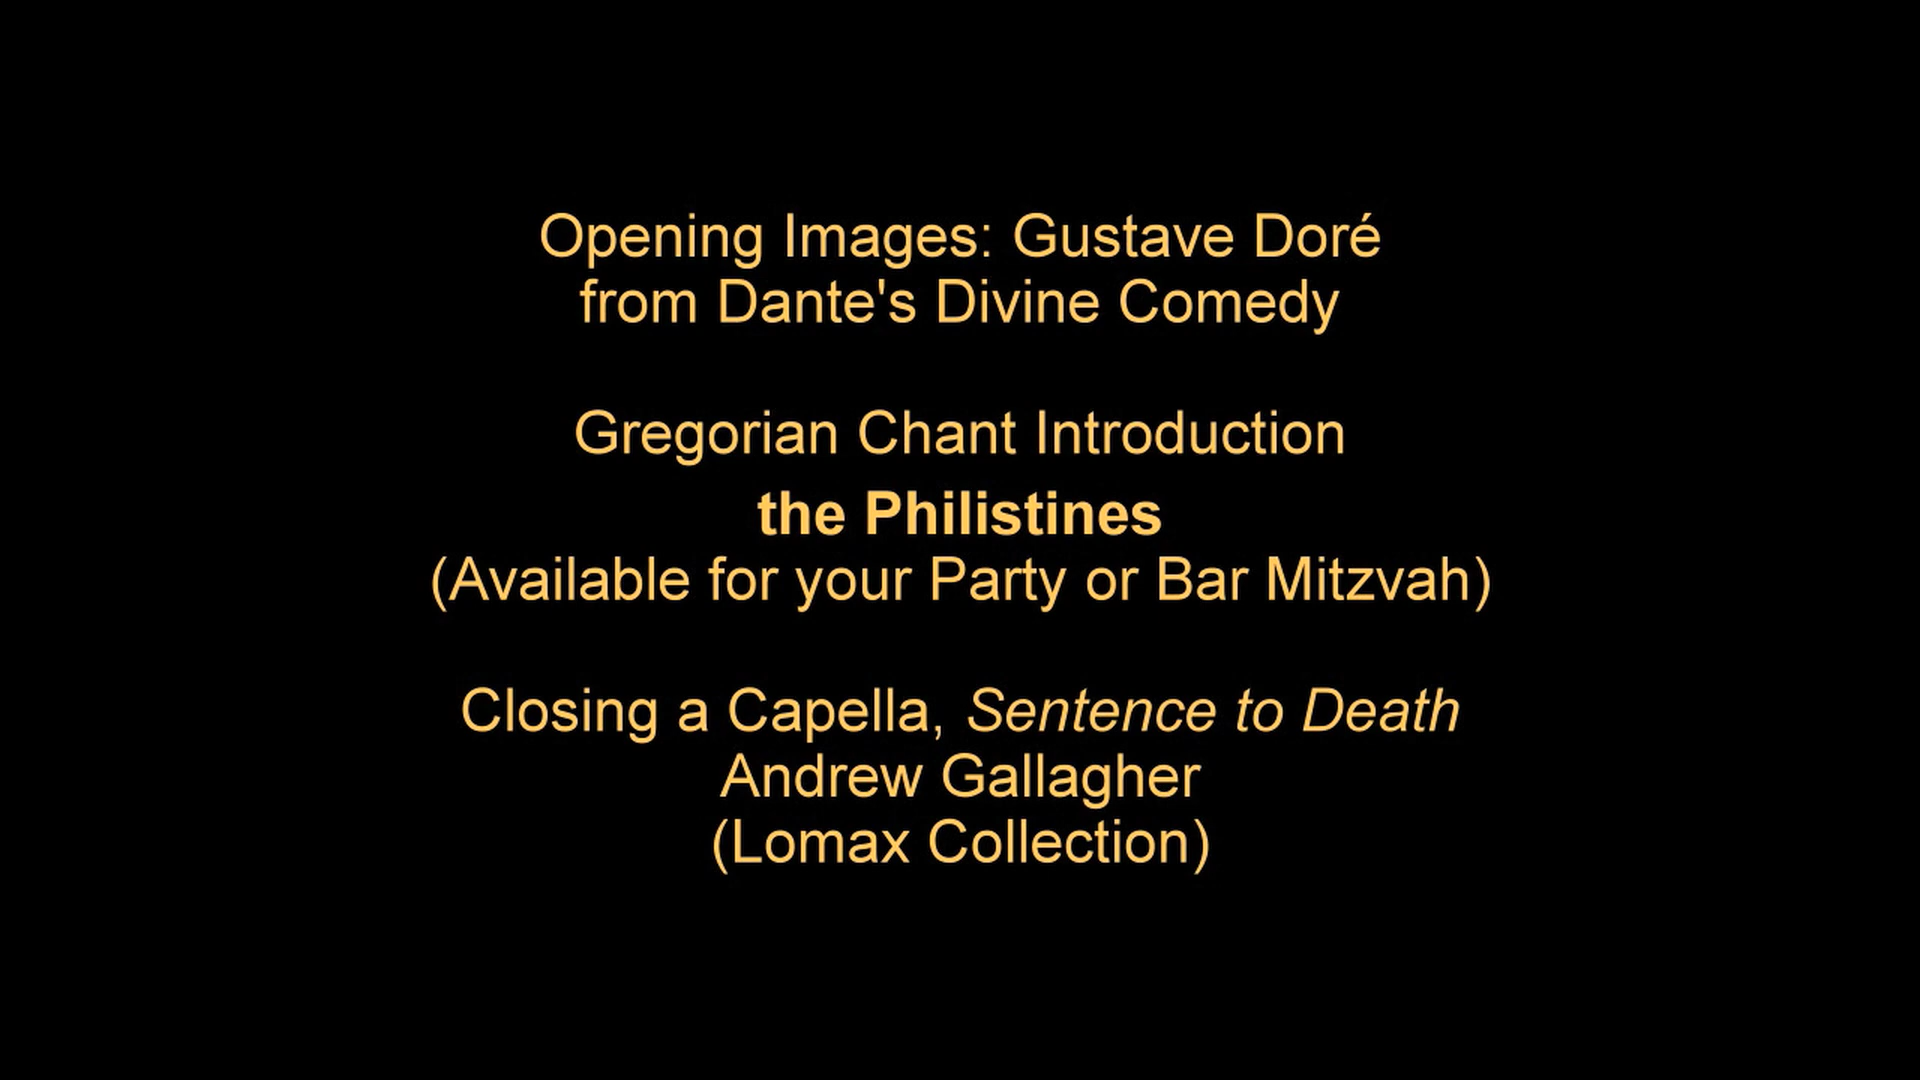 Opening Images: Gustave Doré
from Dante's Divine Comedy
Gregorian Chant Introduction
the Philistines
(Available for your Party or Bar Mitzvah)
Closing a Capella, Sentence to Death
Andrew Gallagher
(Lomax Collection)